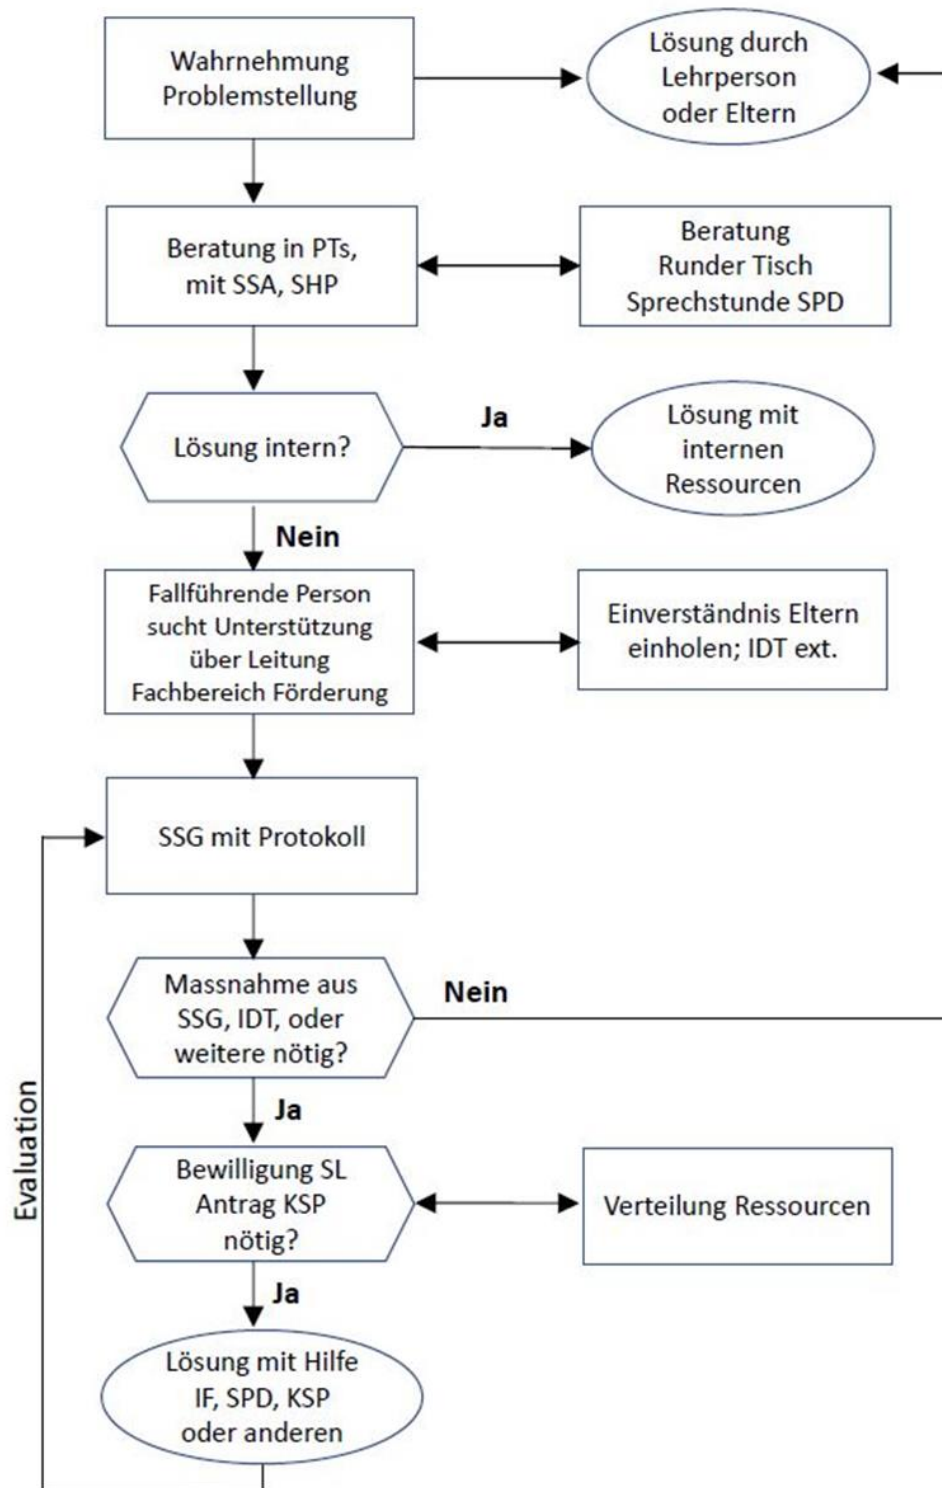 Wahrnehmung
Problemstellung
Lösung durch
Lehrperson
oder Eltern
Beratung in PTs,
mit SSA, SHP
Beratung
Runder Tisch
Sprechstunde SPD
Lösung intern?
Ja
Lösung mit
internen
Ressourcen
Nein
Fallführende Person
sucht Unterstützung
über Leitung
Fachbereich Förderung
Einverständnis Eltern
einholen; IDT ext.
SSG mit Protokoll
Massnahme aus
SSG, IDT, oder
weitere nötig?
Nein
Ja
Evaluation
Bewilligung SL
Antrag KSP
nötig?
Verteilung Ressourcen
Ja
Lösung mit Hilfe
IF, SPD, KSP
oder anderen